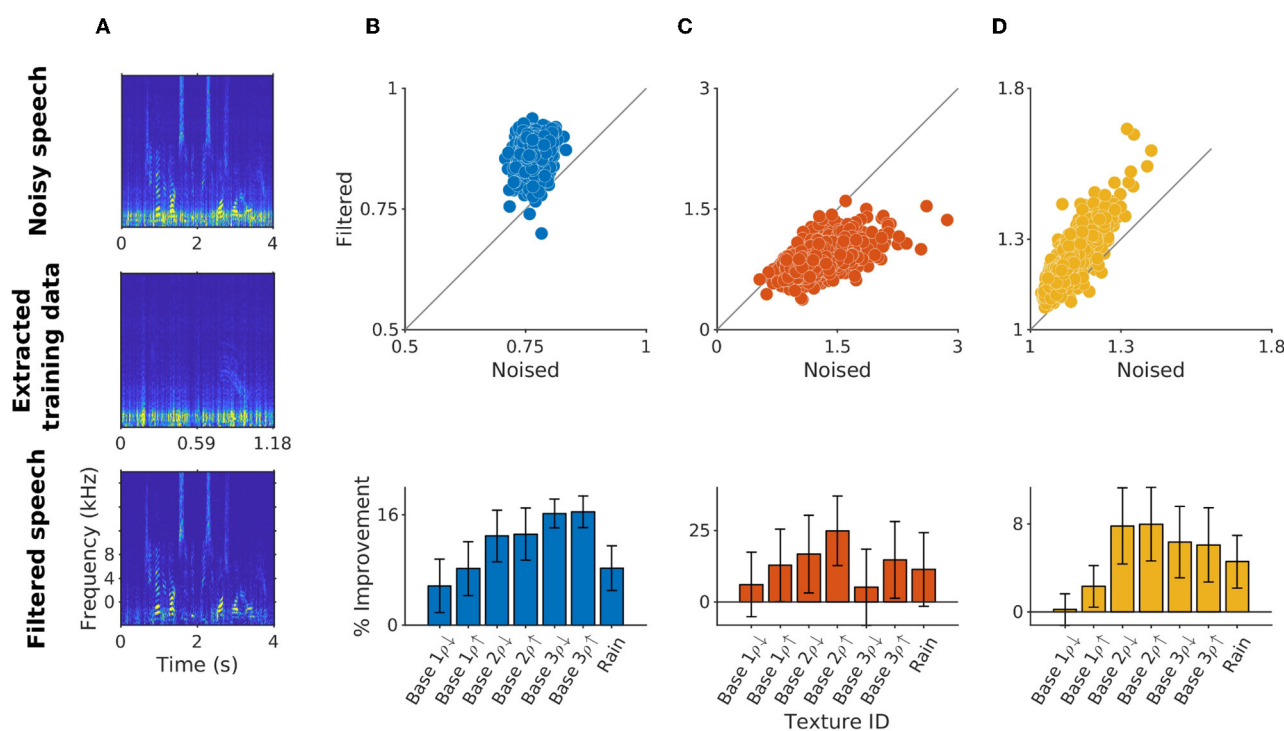 A
B
C
D
Noisy speech
0
2
4
Extracted
training data
0
0.59
1.18
Filtered speech
Frequency (kHz)
8
4
0
0
2
4
Time (s)
Filtered
1
0.75
0.5
0.5
0.75
1
Noised
3
1.5
0
0
1.5
3
Noised
1.8
1.3
1
1
1.3
1.8
Noised
% Improvement
16
0
Base 1ρ↓
Base 1ρ↑
Base 2ρ↓
Base 2ρ↑
Base 3ρ↓
Base 3ρ↑
Rain
25
0
Base 1ρ↓
Base 1ρ↑
Base 2ρ↓
Base 2ρ↑
Base 3ρ↓
Base 3ρ↑
Rain
Texture ID
8
0
Base 1ρ↓
Base 1ρ↑
Base 2ρ↓
Base 2ρ↑
Base 3ρ↓
Base 3ρ↑
Rain